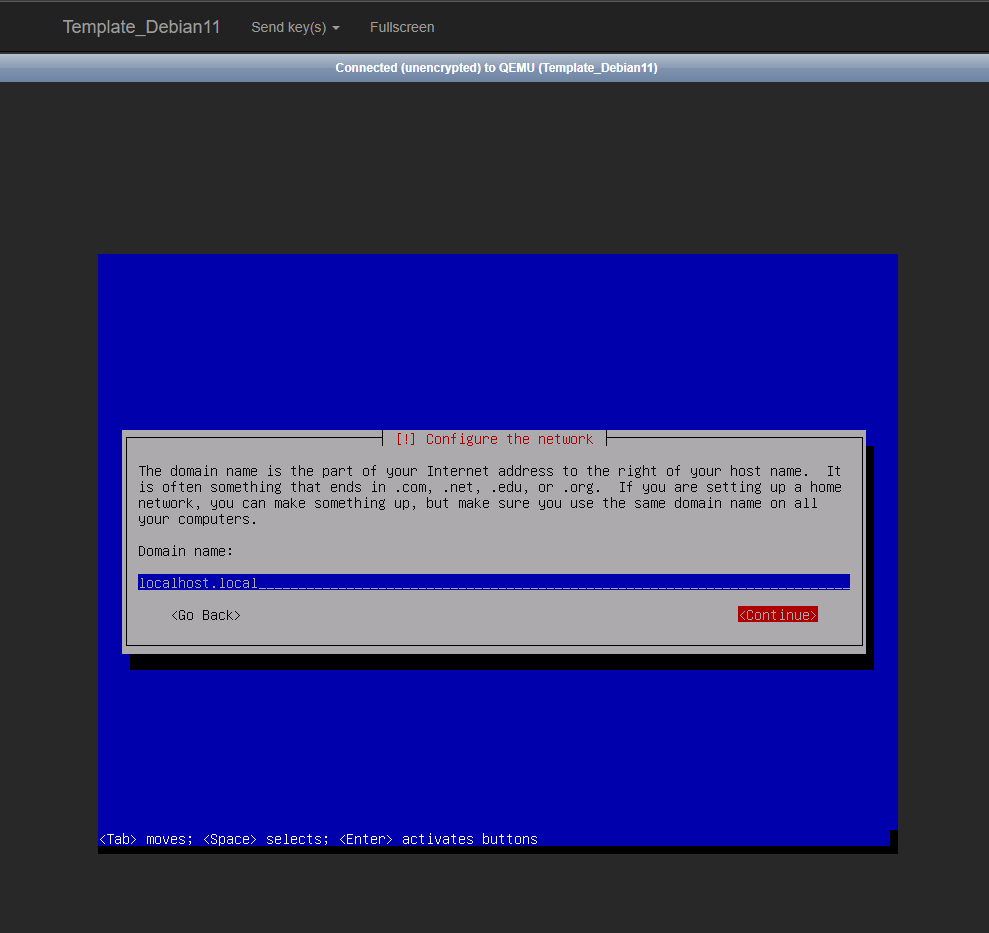 Template_Debian11 Send key(s) Fullscreen
Connected (unencrypted) to QEMU (Template_Debian11)
[!] Configure the network
The domain name is the part of your Internet address to the right of your host name.  It
is often something that ends in .com, .net, .edu, or .org.  If you are setting up a home
network, you can make something up, but make sure you use the same domain name on all
your computers.
Domain name:
localhost.local
<Go Back> <Continue>
<Tab> moves; <Space> selects; <Enter> activates buttons